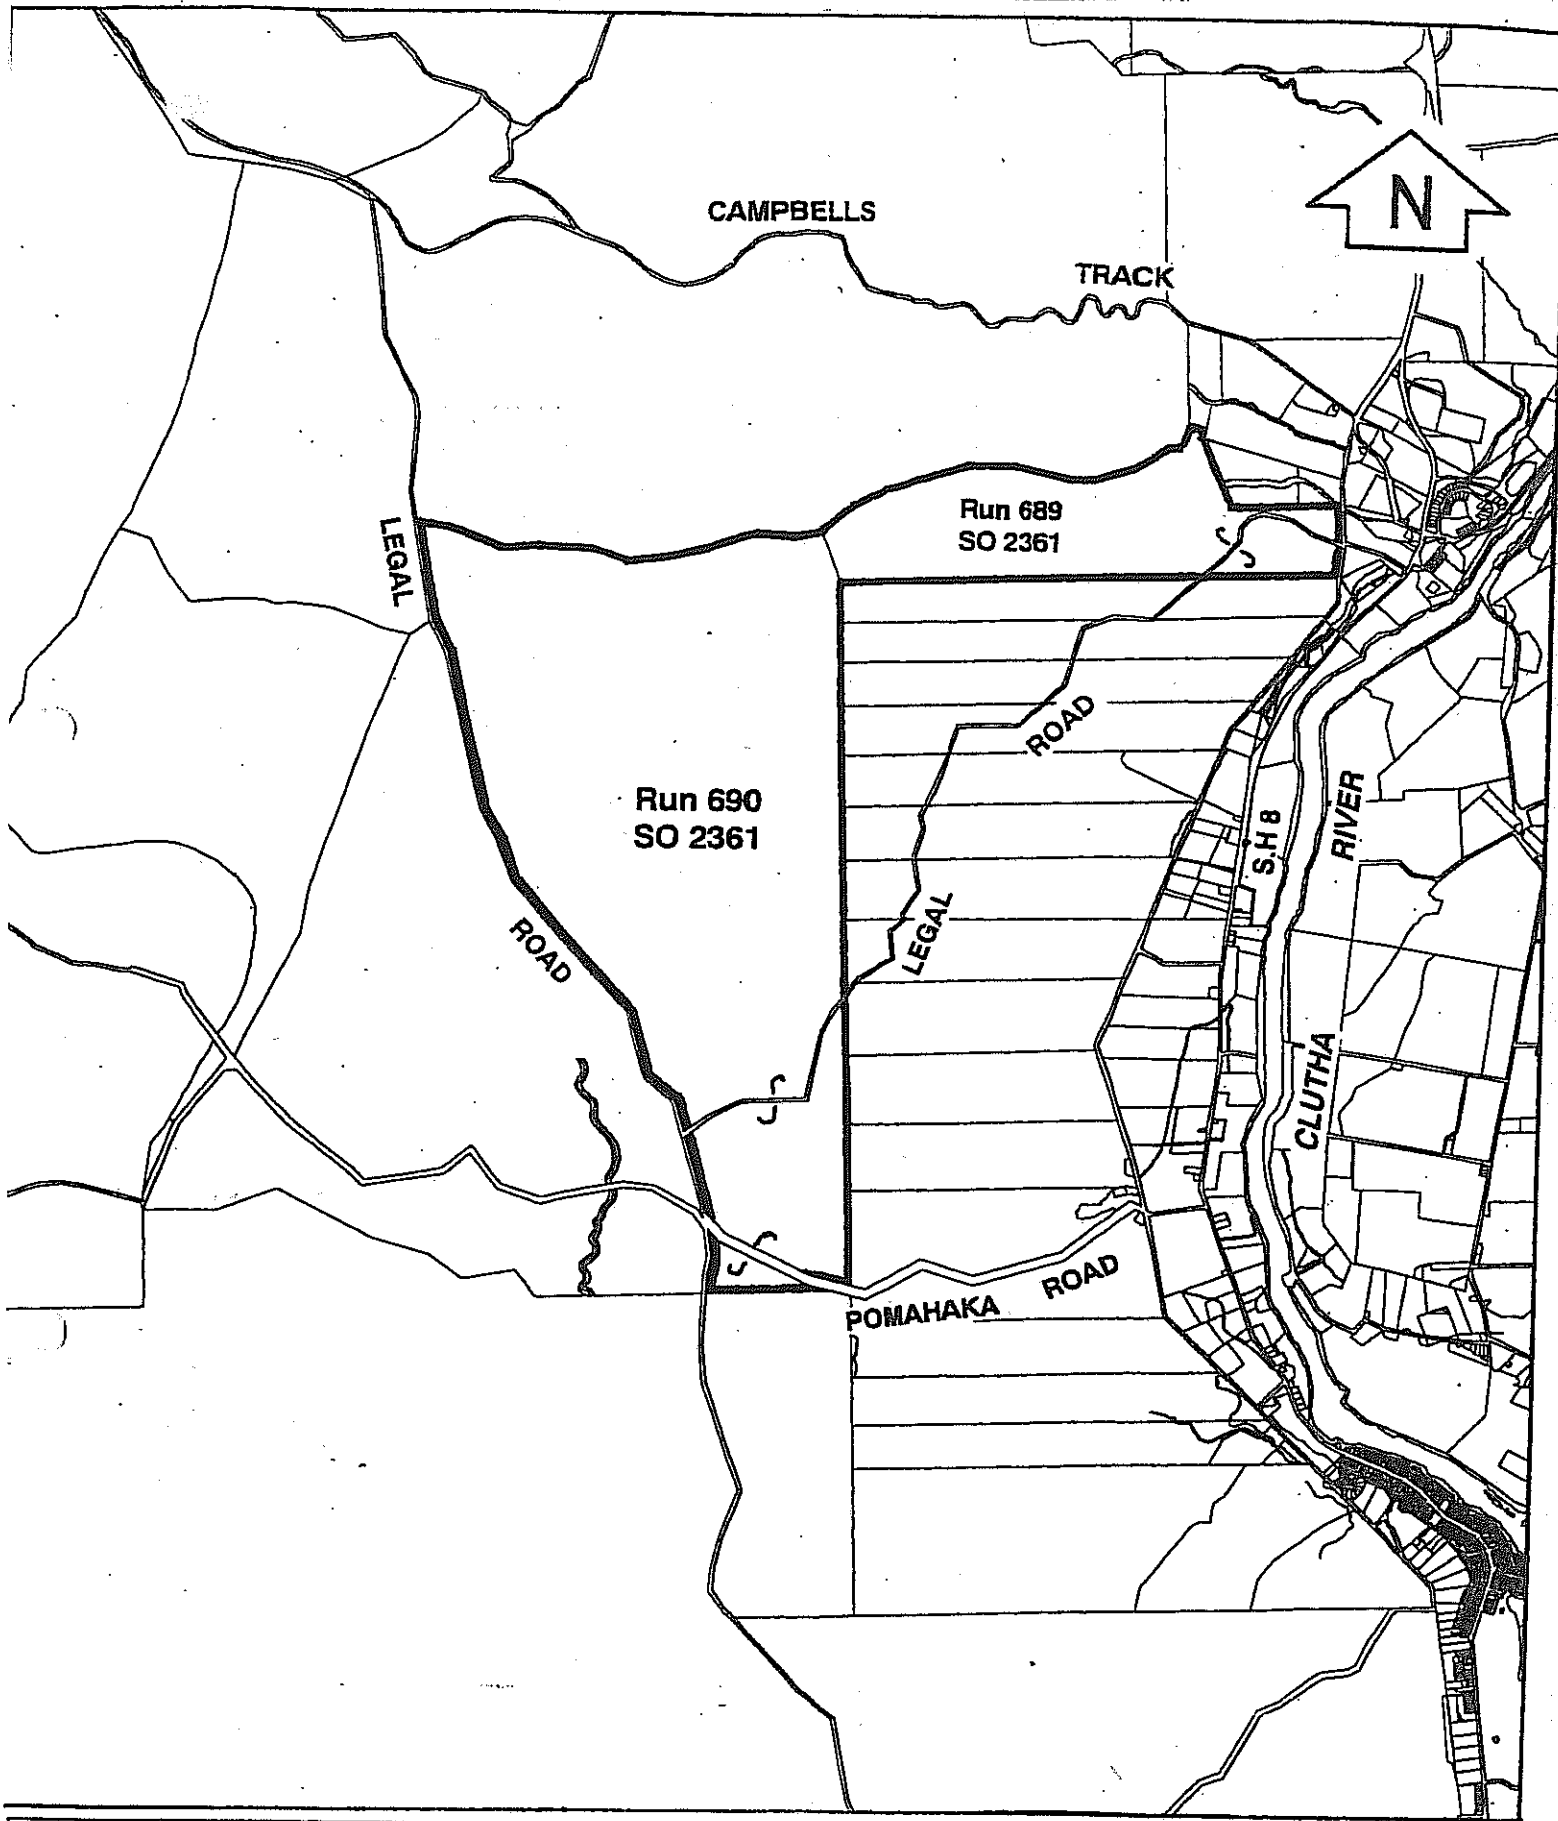 N
CAMPBELLS
TRACK
Run 689
SO 2361
LEGAL
ROAD
Run 690
SO 2361
S.H 8
RIVER
LEGAL
ROAD
CLUTHA
ROAD
POMAHAKA